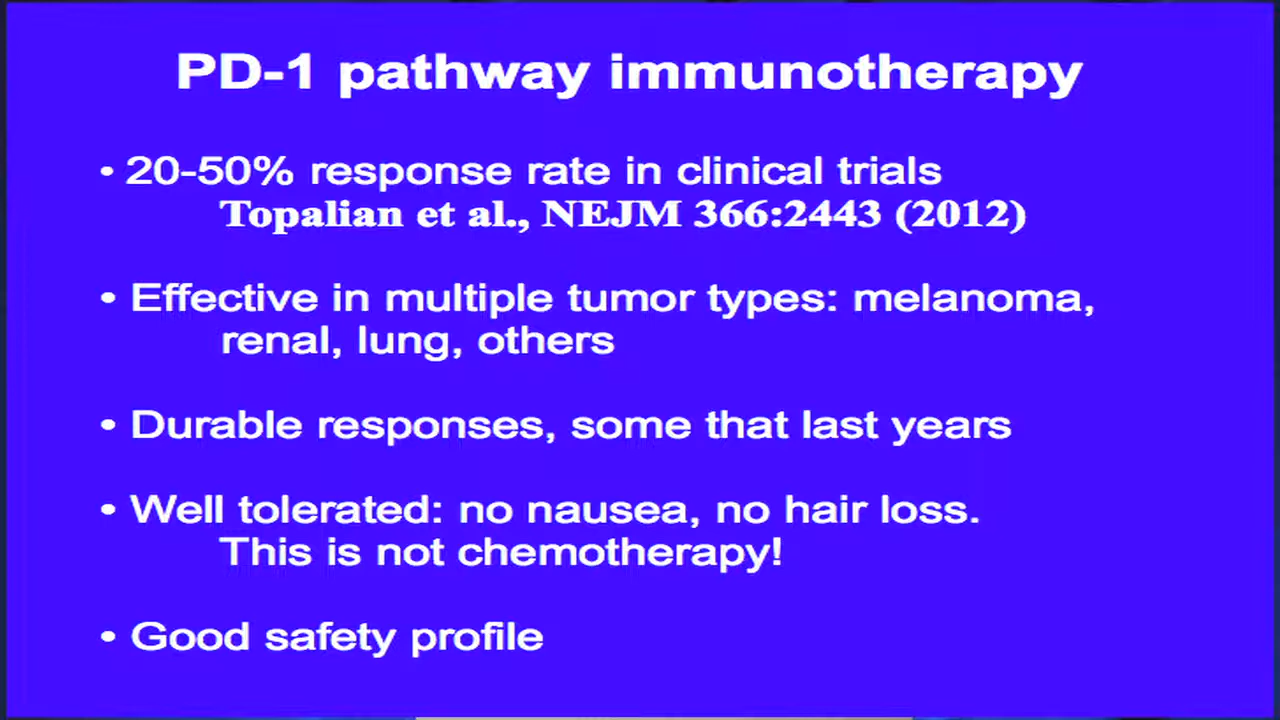 PD-1 pathway immunotherapy
• 20-50% response rate in clinical trials
Topalian et al., NEJM 366:2443 (2012)
• Effective in multiple tumor types: melanoma,
renal, lung, others
• Durable responses, some that last years
• Well tolerated: no nausea, no hair loss.
This is not chemotherapy!
• Good safety profile